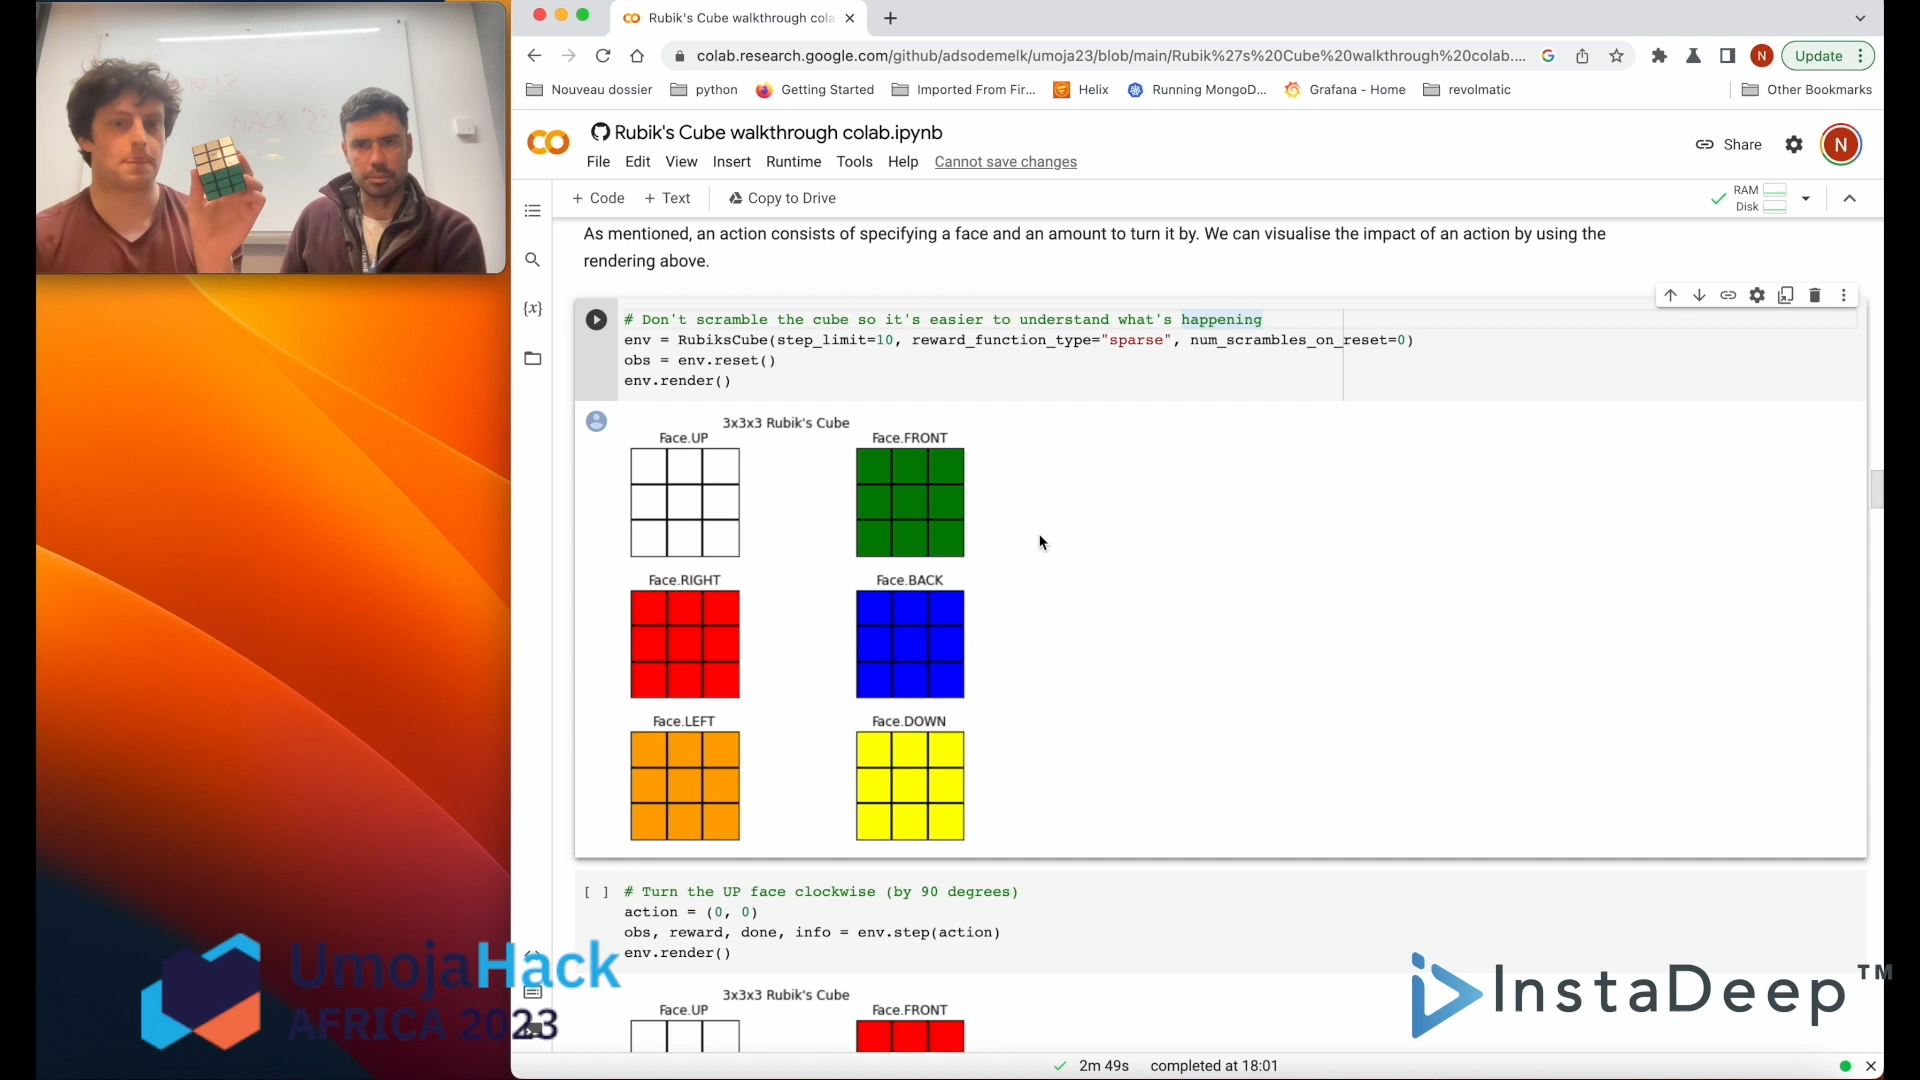 Rubik's Cube walkthrough cola
colab.research.google.com/github/adsodemelk/umoja23/blob/main/Rubik%27s%20Cube%20walkthrough%20colab....
N
Update
Nouveau dossier
python
Getting Started
Imported From Fir...
Helix
Running MongoD...
Grafana - Home
revolmatic
Other Bookmarks
HACK '23
Rubik's Cube walkthrough colab.ipynb
File Edit View Insert Runtime Tools Help Cannot save changes
Share
N
+ Code + Text Copy to Drive
RAM
Disk
As mentioned, an action consists of specifying a face and an amount to turn it by. We can visualise the impact of an action by using the
rendering above.
{x}
# Don't scramble the cube so it's easier to understand what's happening
env = RubiksCube(step_limit=10, reward_function_type="sparse", num_scrambles_on_reset=0)
obs = env.reset()
env.render()
3x3x3 Rubik's Cube
Face.UP Face.FRONT
Face.RIGHT Face.BACK
Face.LEFT Face.DOWN
[ ] # Turn the UP face clockwise (by 90 degrees)
action = (0, 0)
obs, reward, done, info = env.step(action)
env.render()
3x3x3 Rubik's Cube
Face.UP Face.FRONT
UmojaHack
AFRICA 2023
InstaDeep™
2m 49s completed at 18:01